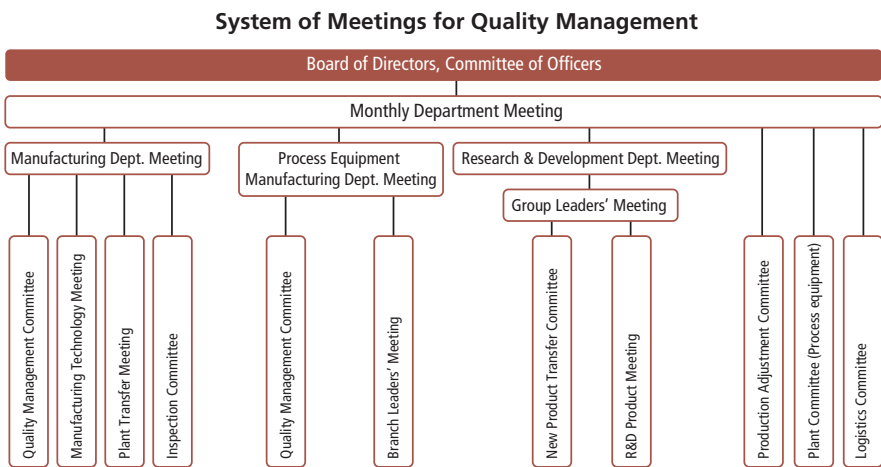 System of Meetings for Quality Management
Board of Directors, Committee of Officers
Monthly Department Meeting
Manufacturing Dept. Meeting
Process Equipment
Manufacturing Dept. Meeting
Research & Development Dept. Meeting
Group Leaders’ Meeting
Quality Management Committee
Manufacturing Technology Meeting
Plant Transfer Meeting
Inspection Committee
Quality Management Committee
Branch Leaders’ Meeting
New Product Transfer Committee
R&D Product Meeting
Production Adjustment Committee
Plant Committee (Process equipment)
Logistics Committee